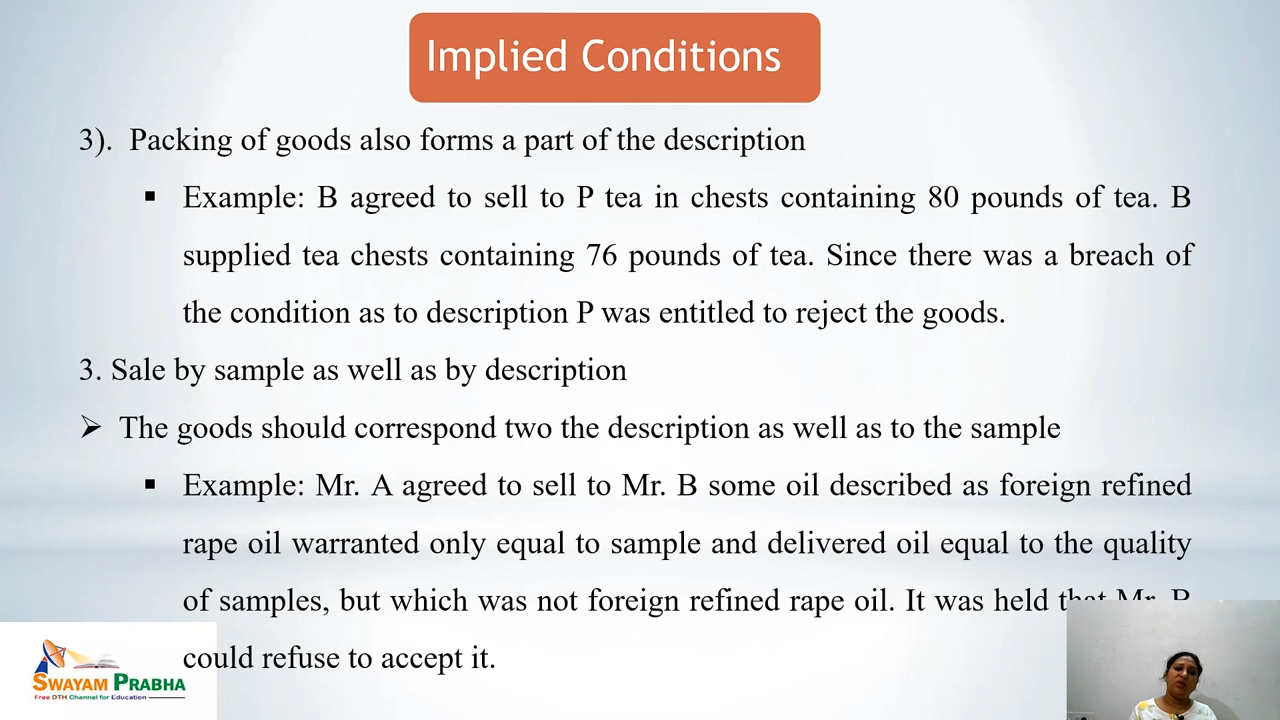 Implied Conditions
3). Packing of goods also forms a part of the description
▪ Example: B agreed to sell to P tea in chests containing 80 pounds of tea. B
supplied tea chests containing 76 pounds of tea. Since there was a breach of
the condition as to description P was entitled to reject the goods.
3. Sale by sample as well as by description
➢ The goods should correspond two the description as well as to the sample
▪ Example: Mr. A agreed to sell to Mr. B some oil described as foreign refined
rape oil warranted only equal to sample and delivered oil equal to the quality
of samples, but which was not foreign refined rape oil. It was held that Mr. B
could refuse to accept it.
SWAYAM PRABHA
Free DTH Channel for Education